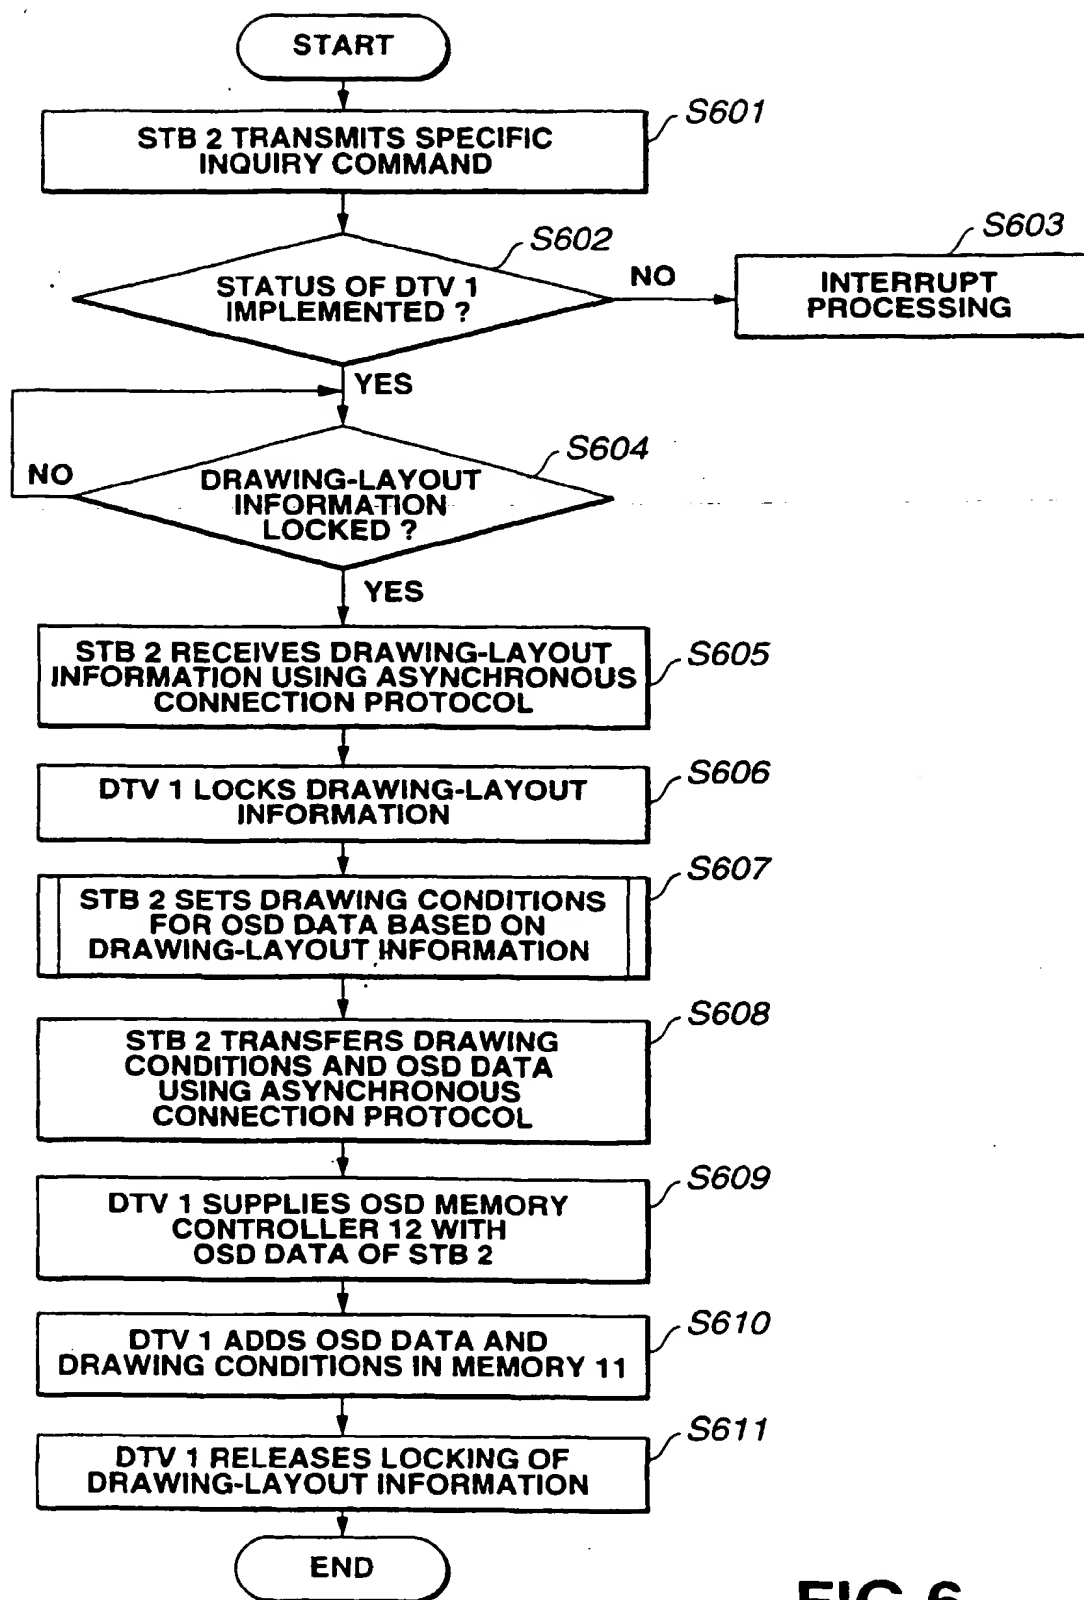 START
S601
STB 2 TRANSMITS SPECIFIC
INQUIRY COMMAND
S602
STATUS OF DTV 1
IMPLEMENTED ?
NO
S603
INTERRUPT
PROCESSING
YES
S604
NO
DRAWING-LAYOUT
INFORMATION
LOCKED ?
YES
S605
STB 2 RECEIVES DRAWING-LAYOUT
INFORMATION USING ASYNCHRONOUS
CONNECTION PROTOCOL
S606
DTV 1 LOCKS DRAWING-LAYOUT
INFORMATION
S607
STB 2 SETS DRAWING CONDITIONS
FOR OSD DATA BASED ON
DRAWING-LAYOUT INFORMATION
S608
STB 2 TRANSFERS DRAWING
CONDITIONS AND OSD DATA
USING ASYNCHRONOUS
CONNECTION PROTOCOL
S609
DTV 1 SUPPLIES OSD MEMORY
CONTROLLER 12 WITH
OSD DATA OF STB 2
S610
DTV 1 ADDS OSD DATA AND
DRAWING CONDITIONS IN MEMORY 11
S611
DTV 1 RELEASES LOCKING OF
DRAWING-LAYOUT INFORMATION
END
FIG.6